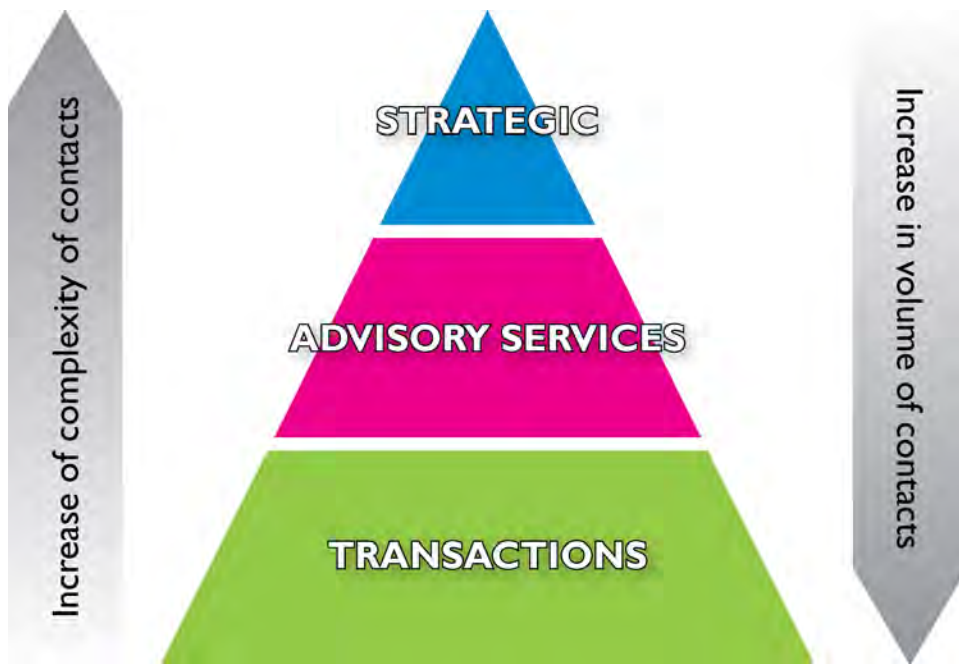 Increase of complexity of contacts
STRATEGIC
ADVISORY SERVICES
TRANSACTIONS
Increase in volume of contacts